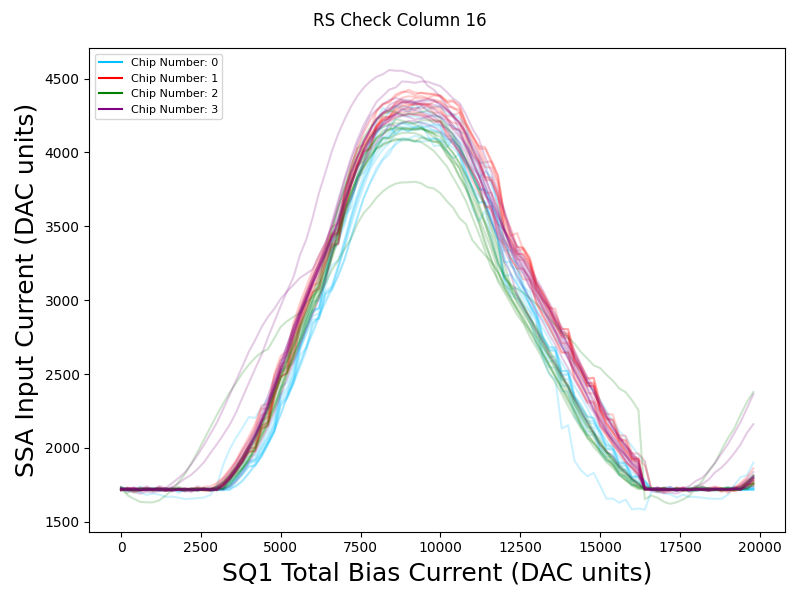 RS Check Column 16
Chip Number: 0
Chip Number: 1
Chip Number: 2
Chip Number: 3
SSA Input Current (DAC units)
4500
4000
3500
3000
2500
2000
1500
0 2500 5000 7500 10000 12500 15000 17500 20000
SQ1 Total Bias Current (DAC units)